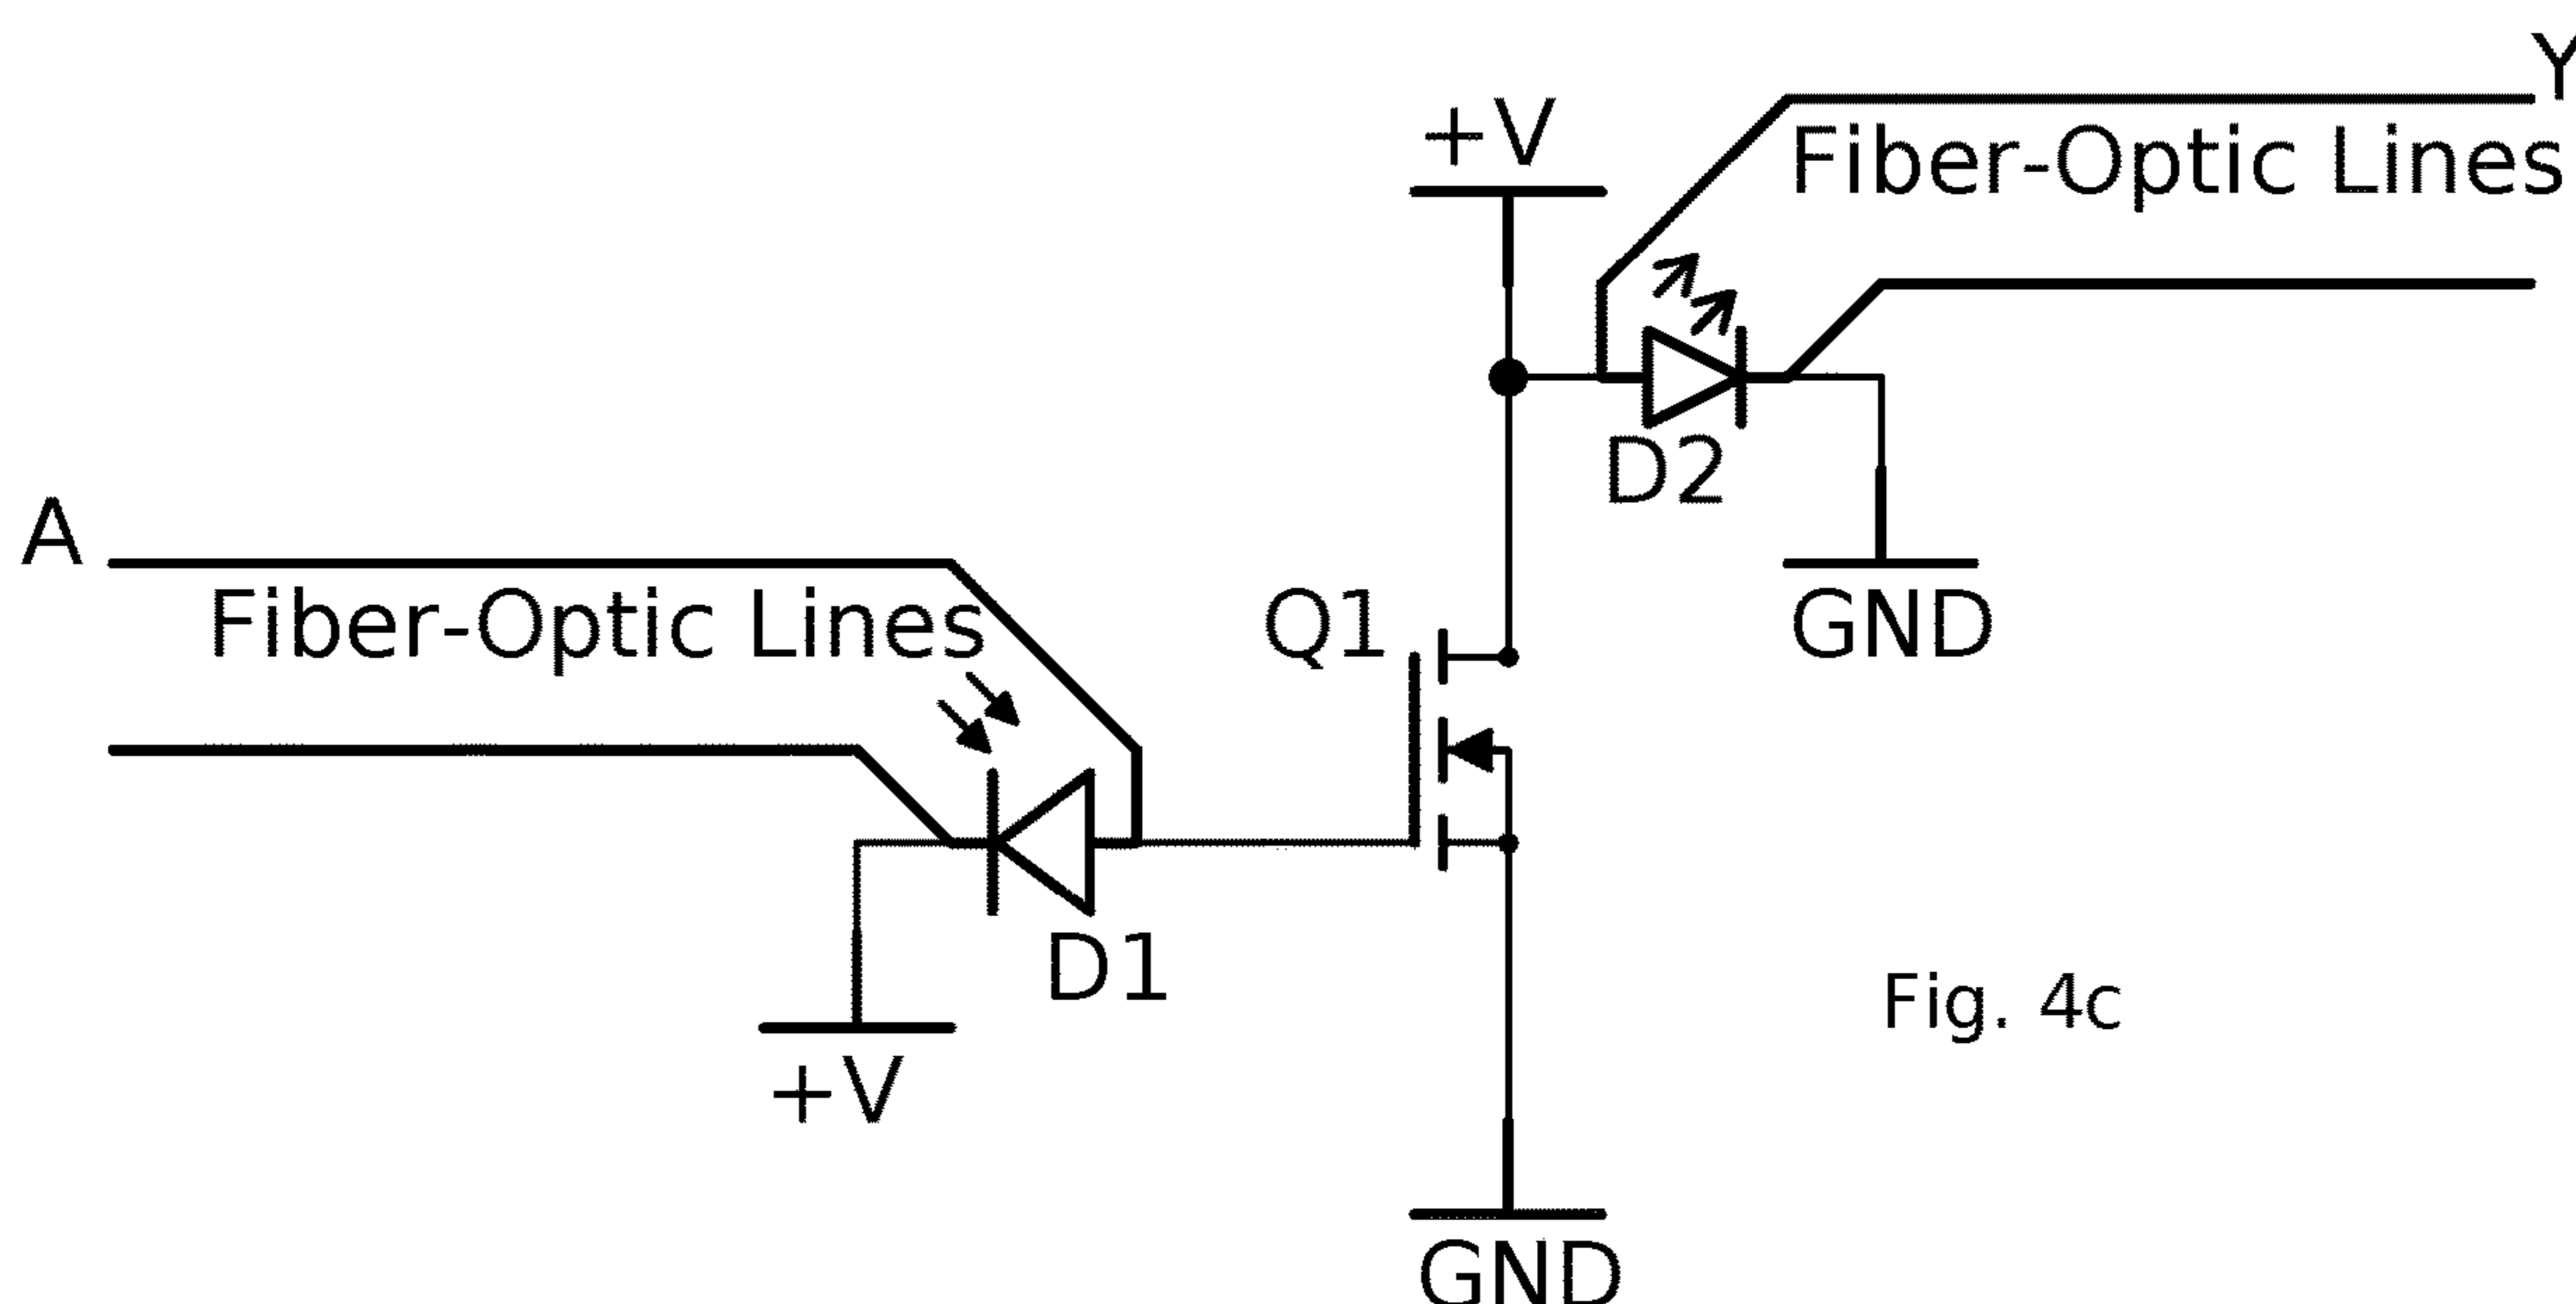 Y
+V
Fiber-Optic Lines
D2
A
Fiber-Optic Lines
Q1
GND
D1
Fig. 4c
+V
GND